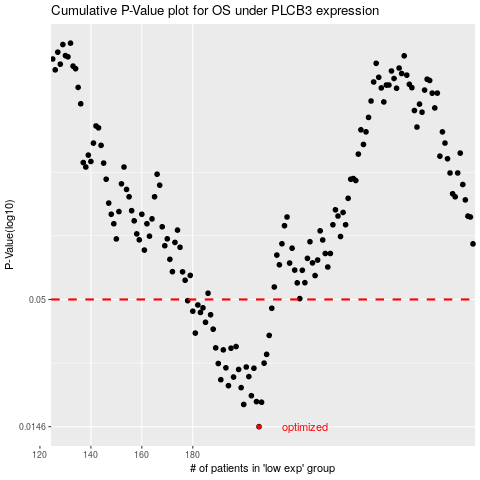 Cumulative P-Value plot for OS under PLCB3 expression
P-Value(log10)
0.05
0.0146
optimized
120 140 160 180
# of patients in 'low exp' group